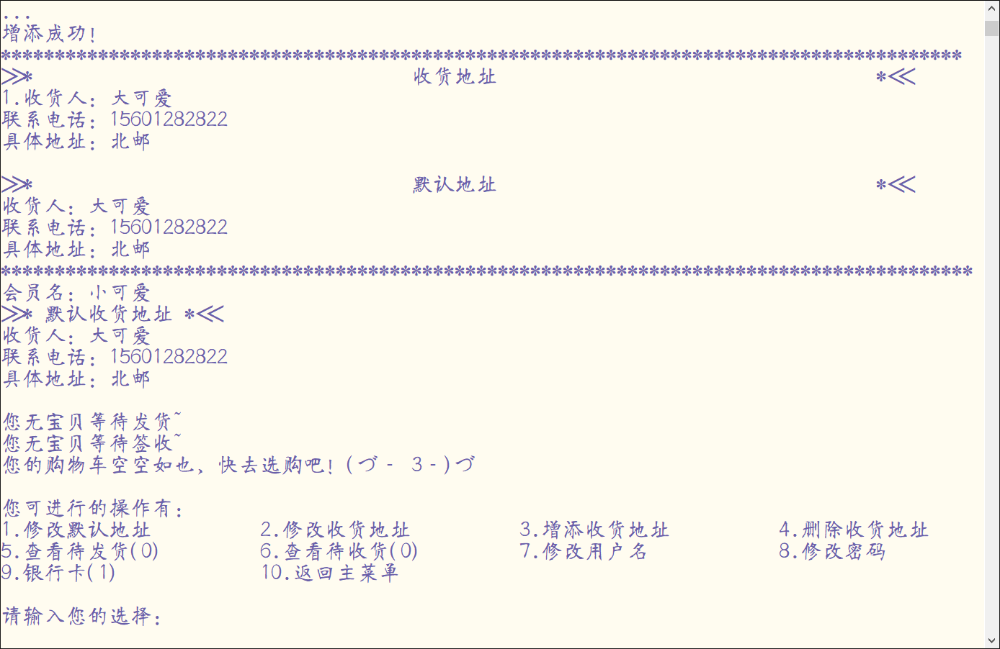 ...
增添成功!
*****************************************************************************************
>>*                                   收货地址                                   *<<
1.收货人: 大可爱
联系电话: 15601282822
具体地址: 北邮
>>*                                   默认地址                                   *<<
收货人: 大可爱
联系电话: 15601282822
具体地址: 北邮
******************************************************************************************
会员名: 小可爱
>>* 默认收货地址 *<<
收货人: 大可爱
联系电话: 15601282822
具体地址: 北邮
您无宝贝等待发货~
您无宝贝等待签收~
您的购物车空空如也, 快去选购吧! (づ - 3 -)づ
您可进行的操作有:
1.修改默认地址 2.修改收货地址 3.增添收货地址 4.删除收货地址
5.查看待发货(0) 6.查看待收货(0) 7.修改用户名 8.修改密码
9.银行卡(1) 10.返回主菜单
请输入您的选择: